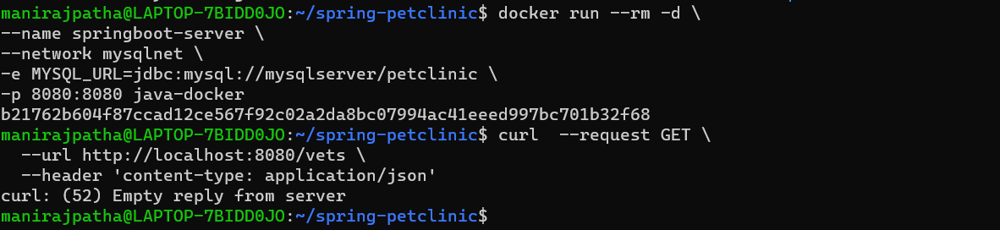 manirajpatha@LAPTOP-7BIDD0JO:~/spring-petclinic$ docker run --rm -d \
--name springboot-server \
--network mysqlnet \
-e MYSQL_URL=jdbc:mysql://mysqlserver/petclinic \
-p 8080:8080 java-docker
b21762b604f87ccad12ce567f92c02a2da8bc07994ac41eeed997bc701b32f68
manirajpatha@LAPTOP-7BIDD0JO:~/spring-petclinic$ curl  --request GET \
  --url http://localhost:8080/vets \
  --header 'content-type: application/json'
curl: (52) Empty reply from server
manirajpatha@LAPTOP-7BIDD0JO:~/spring-petclinic$